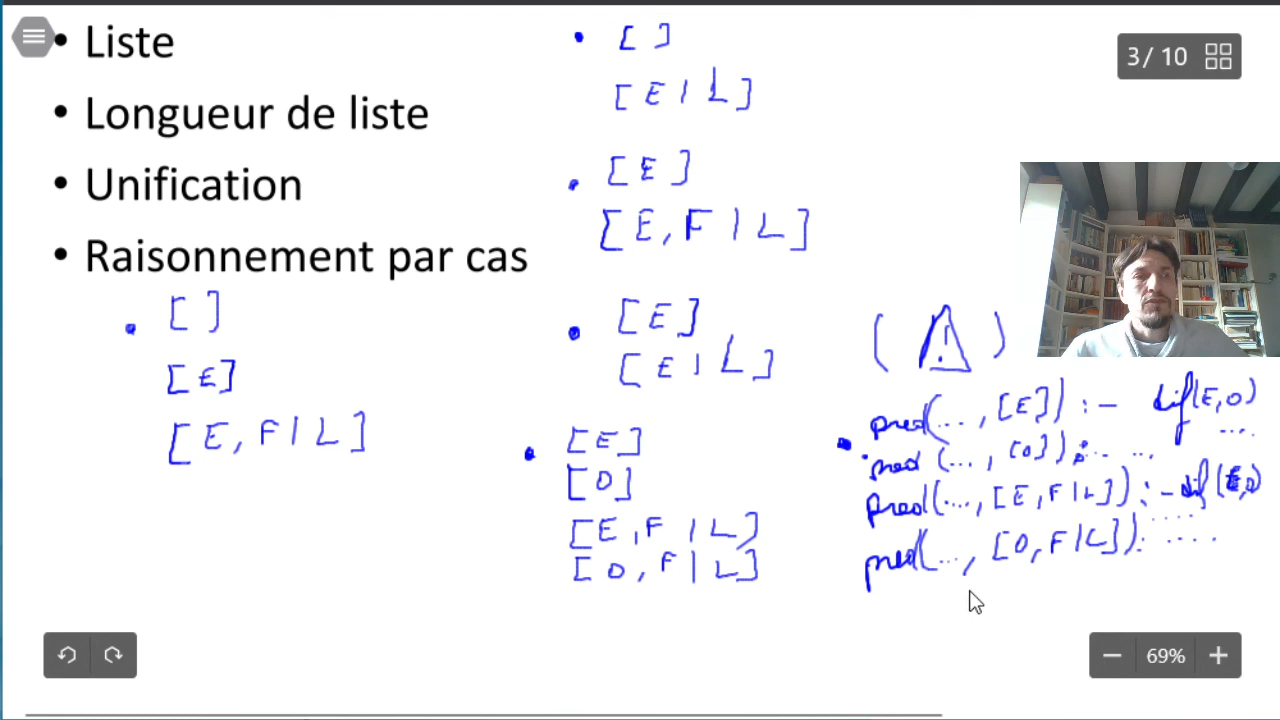 • Liste
• Longueur de liste
• Unification
• Raisonnement par cas
• [ ]
[E]
[E, F | L]
• [ ]
[E | L]
• [E]
[E, F | L]
• [E]
[E | L]
( ! )
• [E]
[0]
[E, F | L]
[0, F | L]
• pred(..., [E]) :- dif(E, 0)
....
pred(..., [0]) :- ...
pred(..., [E, F | L]) :- dif(E, 0)
.....
pred(..., [0, F | L]) : ....
3 / 10
69%